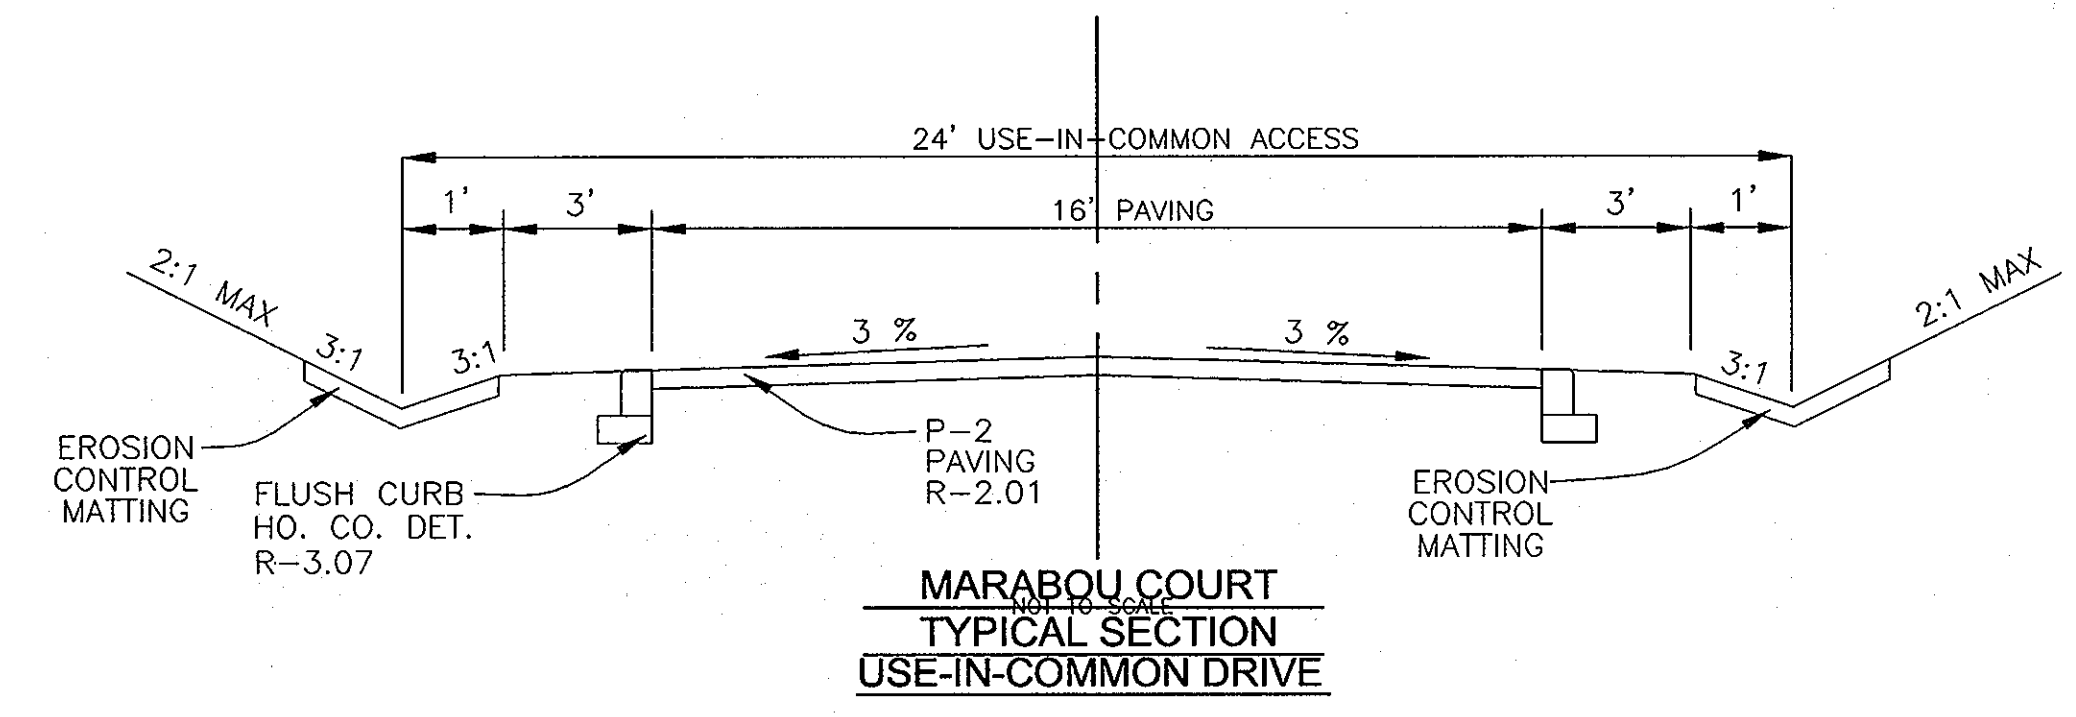 24' USE-IN-COMMON ACCESS
1'
3'
16' PAVING
3'
1'
2:1 MAX
3:1
3:1
3 %
3 %
3:1
2:1 MAX
EROSION
CONTROL
MATTING
FLUSH CURB
HO. CO. DET.
R-3.07
P-2
PAVING
R-2.01
EROSION
CONTROL
MATTING
MARABOU COURT
NOT TO SCALE
TYPICAL SECTION
USE-IN-COMMON DRIVE